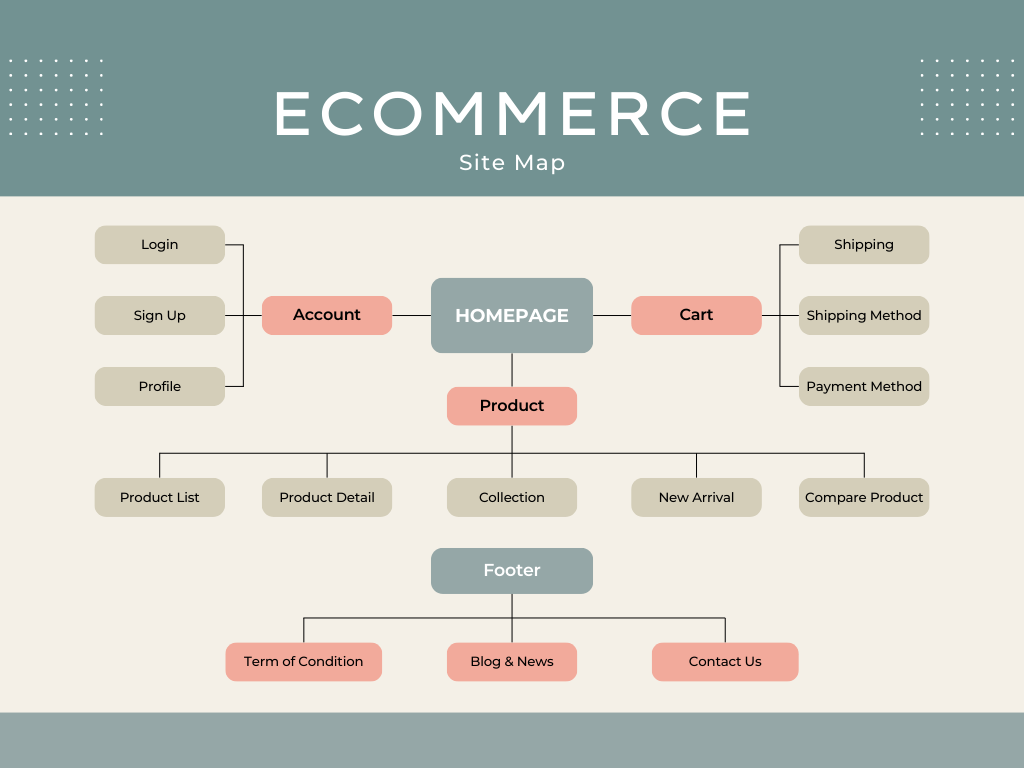 ECOMMERCE
Site Map
Login
Shipping
Sign Up
Account
HOMEPAGE
Cart
Shipping Method
Profile
Payment Method
Product
Product List
Product Detail
Collection
New Arrival
Compare Product
Footer
Term of Condition
Blog & News
Contact Us